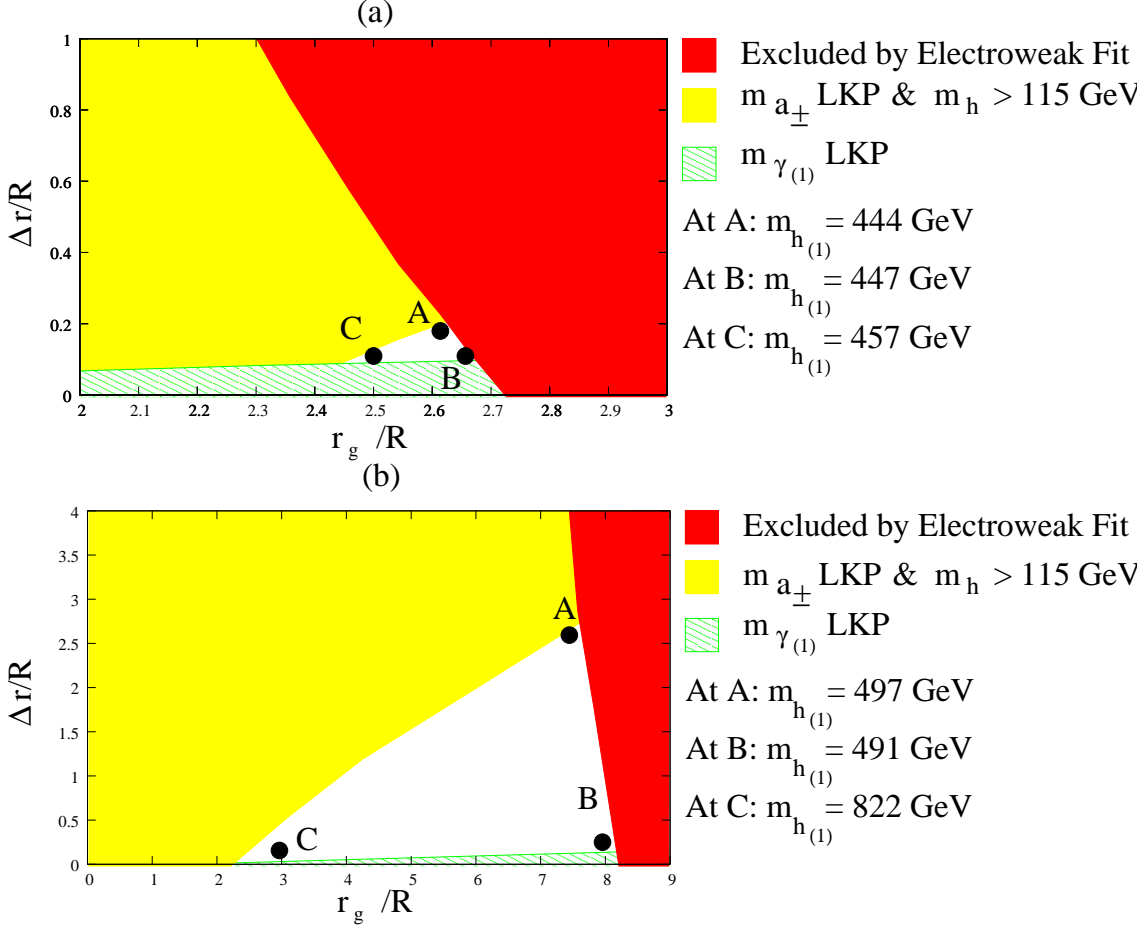 (a)
1
0.8
0.6
0.4
0.2
0
Δr/R
2 2.1 2.2 2.3 2.4 2.5 2.6 2.7 2.8 2.9 3
r g /R
A
B
C
Excluded by Electroweak Fit
m a± LKP & m h > 115 GeV
m γ(1) LKP
At A: m h(1) = 444 GeV
At B: m h(1) = 447 GeV
At C: m h(1) = 457 GeV
(b)
4
3.5
3
2.5
2
1.5
1
0.5
0
Δr/R
0 1 2 3 4 5 6 7 8 9
r g /R
A
B
C
Excluded by Electroweak Fit
m a± LKP & m h > 115 GeV
m γ(1) LKP
At A: m h(1) = 497 GeV
At B: m h(1) = 491 GeV
At C: m h(1) = 822 GeV